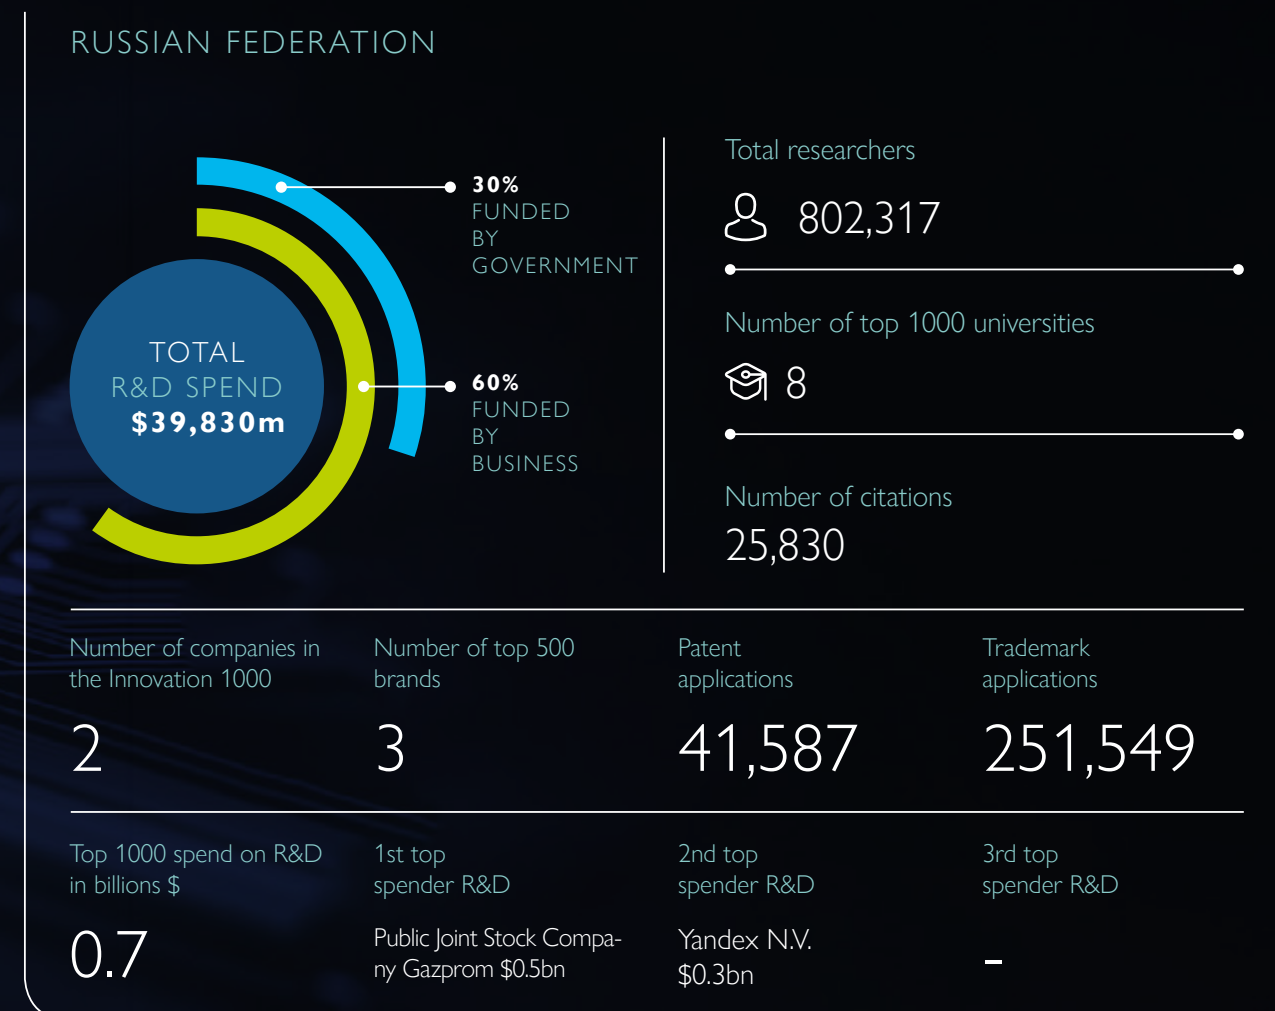 RUSSIAN FEDERATION
30%
FUNDED
BY
GOVERNMENT
TOTAL
R&D SPEND
$39,830m
60%
FUNDED
BY
BUSINESS
Total researchers
802,317
Number of top 1000 universities
8
Number of citations
25,830
Number of companies in
the Innovation 1000
2
Number of top 500
brands
3
Patent
applications
41,587
Trademark
applications
251,549
Top 1000 spend on R&D
in billions $
0.7
1st top
spender R&D
Public Joint Stock Compa-
ny Gazprom $0.5bn
2nd top
spender R&D
Yandex N.V.
$0.3bn
3rd top
spender R&D
-